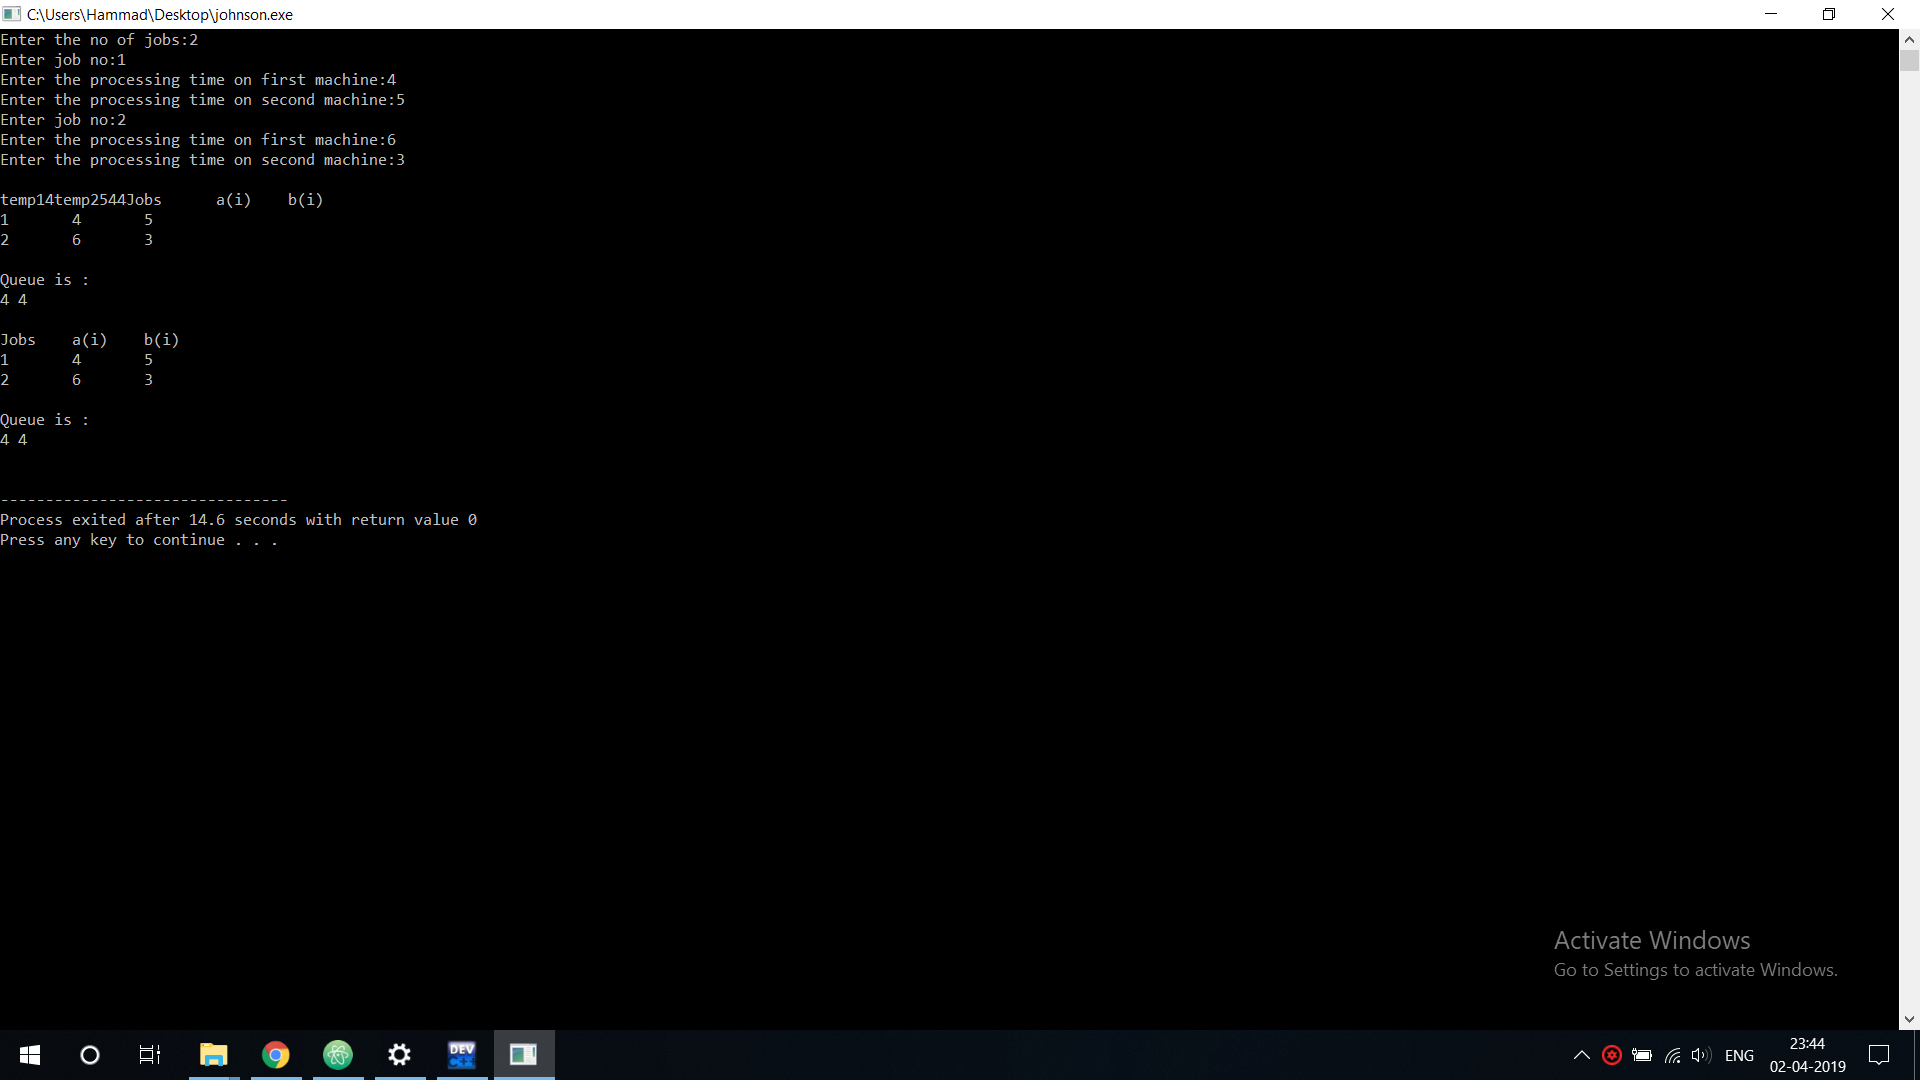 C:\Users\Hammad\Desktop\johnson.exe
Enter the no of jobs:2
Enter job no:1
Enter the processing time on first machine:4
Enter the processing time on second machine:5
Enter job no:2
Enter the processing time on first machine:6
Enter the processing time on second machine:3
temp14temp2544Jobs a(i) b(i)
1 4 5
2 6 3
Queue is :
4 4
Jobs a(i) b(i)
1 4 5
2 6 3
Queue is :
4 4
--------------------------------
Process exited after 14.6 seconds with return value 0
Press any key to continue . . .
Activate Windows
Go to Settings to activate Windows.
DEV
ENG
23:44
02-04-2019